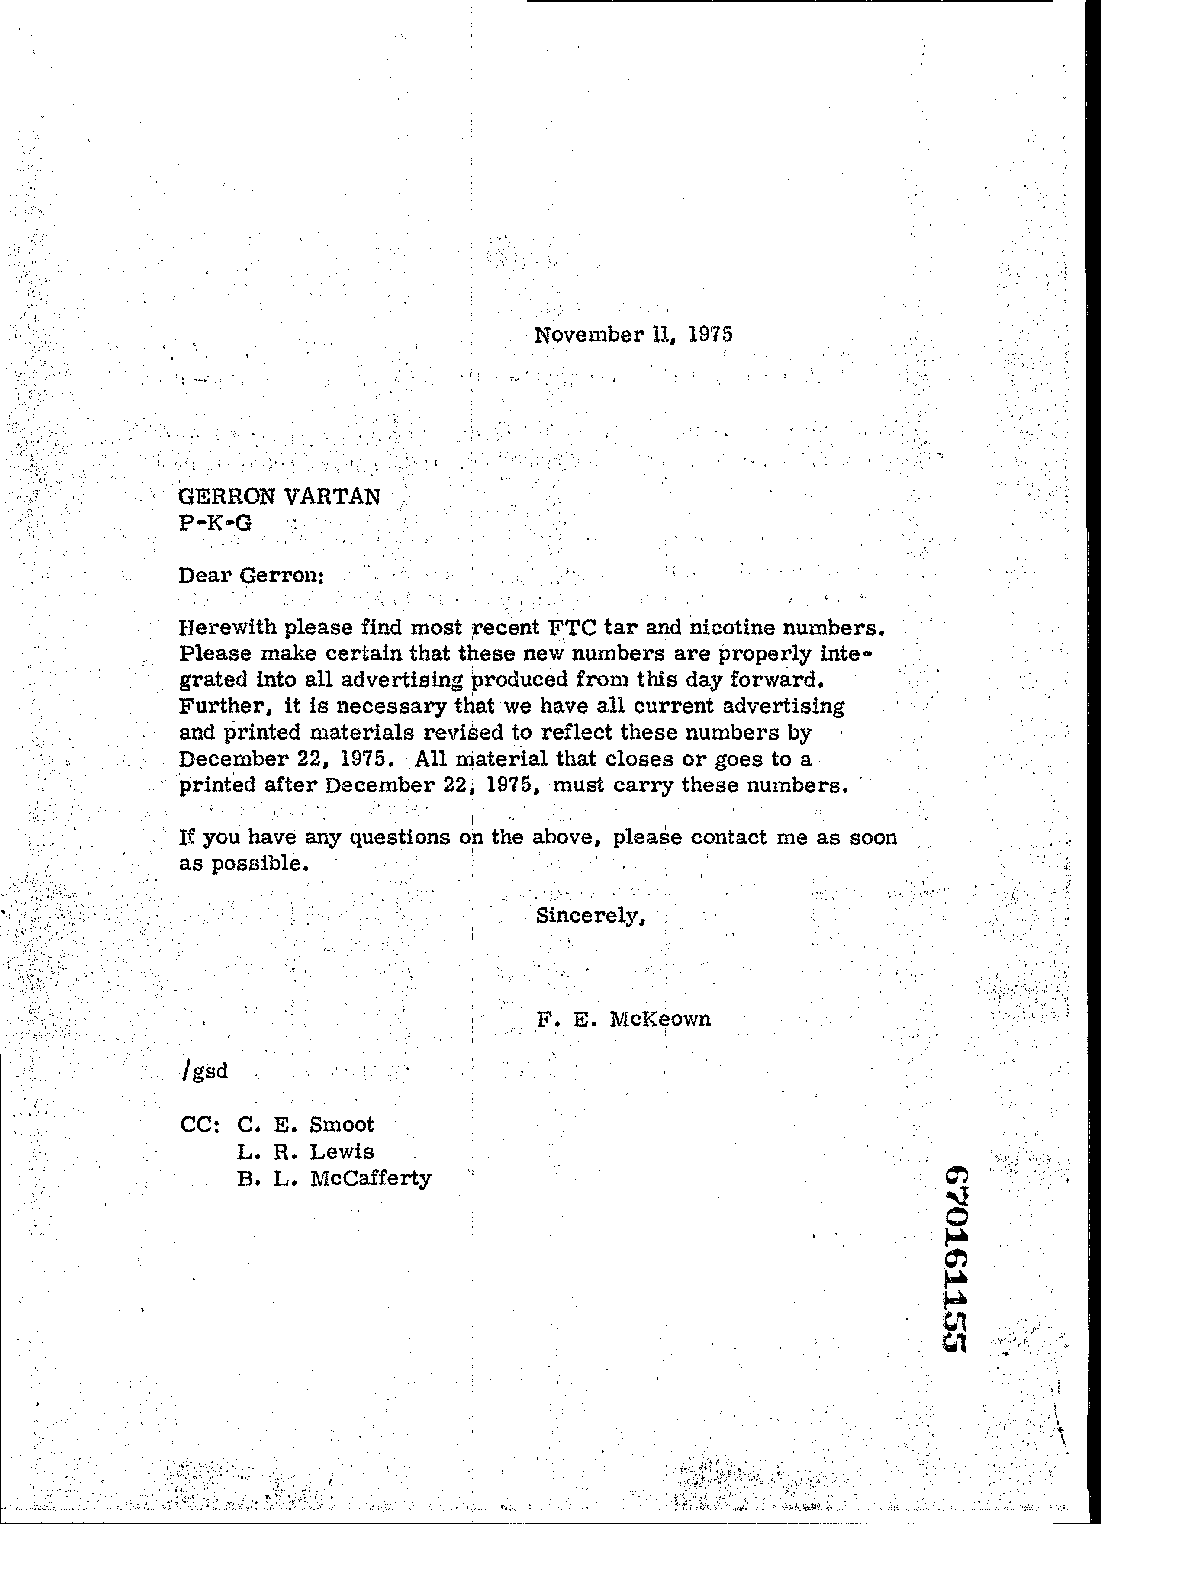 November 11, 1975
GERRON VARTAN
P-K-G
Dear Gerron:
Herewith please find most recent FTC tar and nicotine numbers.
Please make certain that these new numbers are properly inte-
grated into all advertising produced from this day forward.
Further, it is necessary that we have all current advertising
and printed materials revised to reflect these numbers by
December 22, 1975. All material that closes or goes to a
printed after December 22, 1975, must carry these numbers.
If you have any questions on the above, please contact me as soon
as possible.
Sincerely,
F. E. McKeown
/gsd
CC: C. E. Smoot
L. R. Lewis
B. L. McCafferty
670161155